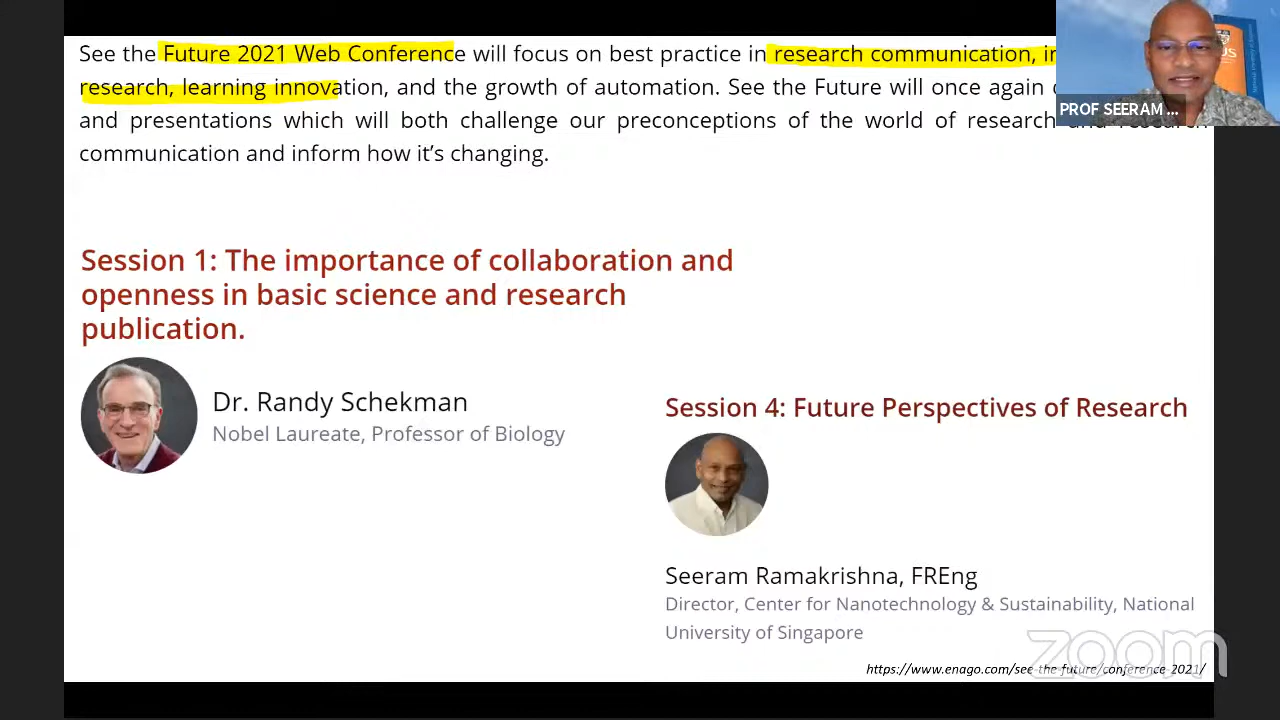 See the Future 2021 Web Conference will focus on best practice in research communication, in
research, learning innovation, and the growth of automation. See the Future will once again
and presentations which will both challenge our preconceptions of the world of research and research
communication and inform how it's changing.
PROF SEERAM ...
Session 1: The importance of collaboration and
openness in basic science and research
publication.
Dr. Randy Schekman
Nobel Laureate, Professor of Biology
Session 4: Future Perspectives of Research
Seeram Ramakrishna, FREng
Director, Center for Nanotechnology & Sustainability, National
University of Singapore
zoom
https://www.enago.com/see-the-future/conference-2021/